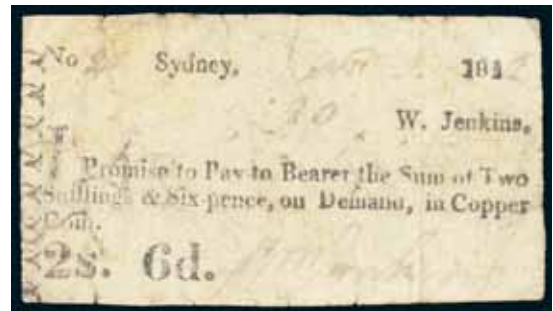 No 2 Sydney, 181
W. Jenkins.
I Promise to Pay to Bearer the Sum of Two
Shillings & Six-pence, on Demand, in Copper
Coin.
2s. 6d.